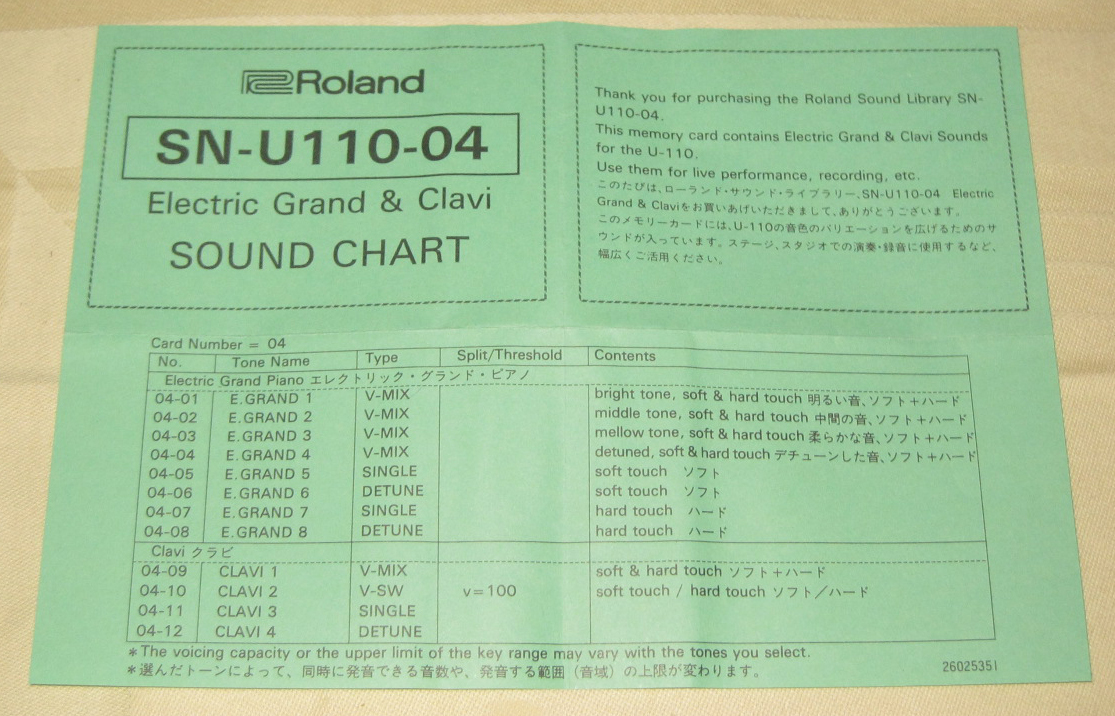 Roland
SN-U110-04
Electric Grand & Clavi
SOUND CHART
Thank you for purchasing the Roland Sound Library SN-
U110-04.
This memory card contains Electric Grand & Clavi Sounds
for the U-110.
Use them for live performance, recording, etc.
このたびは、ローランド・サウンド・ライブラリー、SN-U110-04 Electric
Grand & Claviをお買いあげいただきまして、ありがとうございます。
このメモリーカードには、U-110の音色のバリエーションを広げるためのサ
ウンドが入っています。ステージ、スタジオでの演奏・録音に使用するなど、
幅広くご活用ください。
Card Number = 04
No. Tone Name Type Split/Threshold Contents
Electric Grand Piano エレクトリック・グランド・ピアノ
04-01 E.GRAND 1 V-MIX bright tone, soft & hard touch 明るい音、ソフト+ハード
04-02 E.GRAND 2 V-MIX middle tone, soft & hard touch 中間の音、ソフト+ハード
04-03 E.GRAND 3 V-MIX mellow tone, soft & hard touch 柔らかな音、ソフト+ハード
04-04 E.GRAND 4 V-MIX detuned, soft & hard touch デチューンした音、ソフト+ハード
04-05 E.GRAND 5 SINGLE soft touch ソフト
04-06 E.GRAND 6 DETUNE soft touch ソフト
04-07 E.GRAND 7 SINGLE hard touch ハード
04-08 E.GRAND 8 DETUNE hard touch ハード
Clavi クラビ
04-09 CLAVI 1 V-MIX soft & hard touch ソフト+ハード
04-10 CLAVI 2 V-SW v=100 soft touch / hard touch ソフト/ハード
04-11 CLAVI 3 SINGLE
04-12 CLAVI 4 DETUNE
*The voicing capacity or the upper limit of the key range may vary with the tones you select.
*選んだトーンによって、同時に発音できる音数や、発音する範囲(音域)の上限が変わります。
26025351